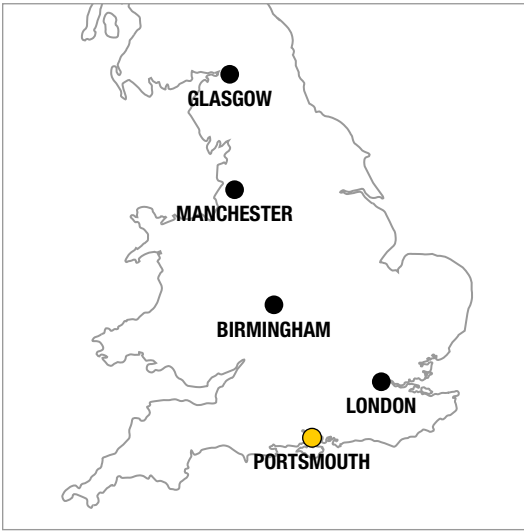 GLASGOW
MANCHESTER
BIRMINGHAM
LONDON
PORTSMOUTH